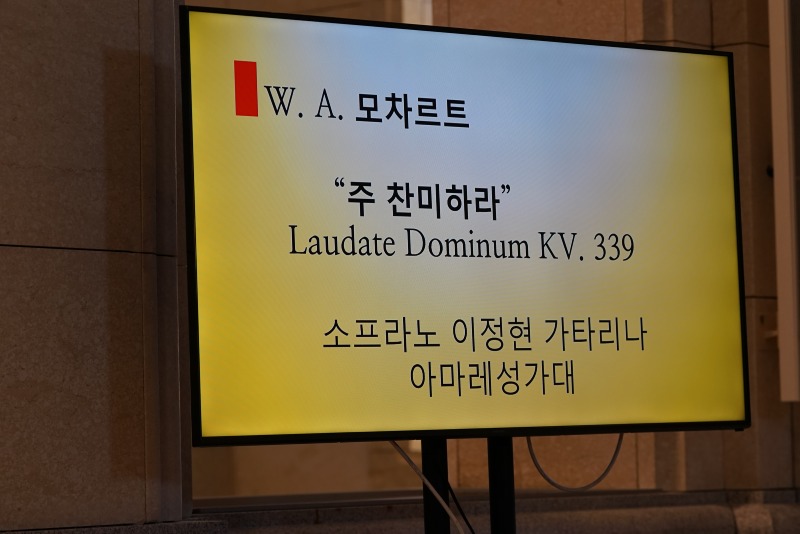 W. A. 모차르트
“주 찬미하라”
Laudate Dominum KV. 339
소프라노 이정현 가타리나
아마레성가대